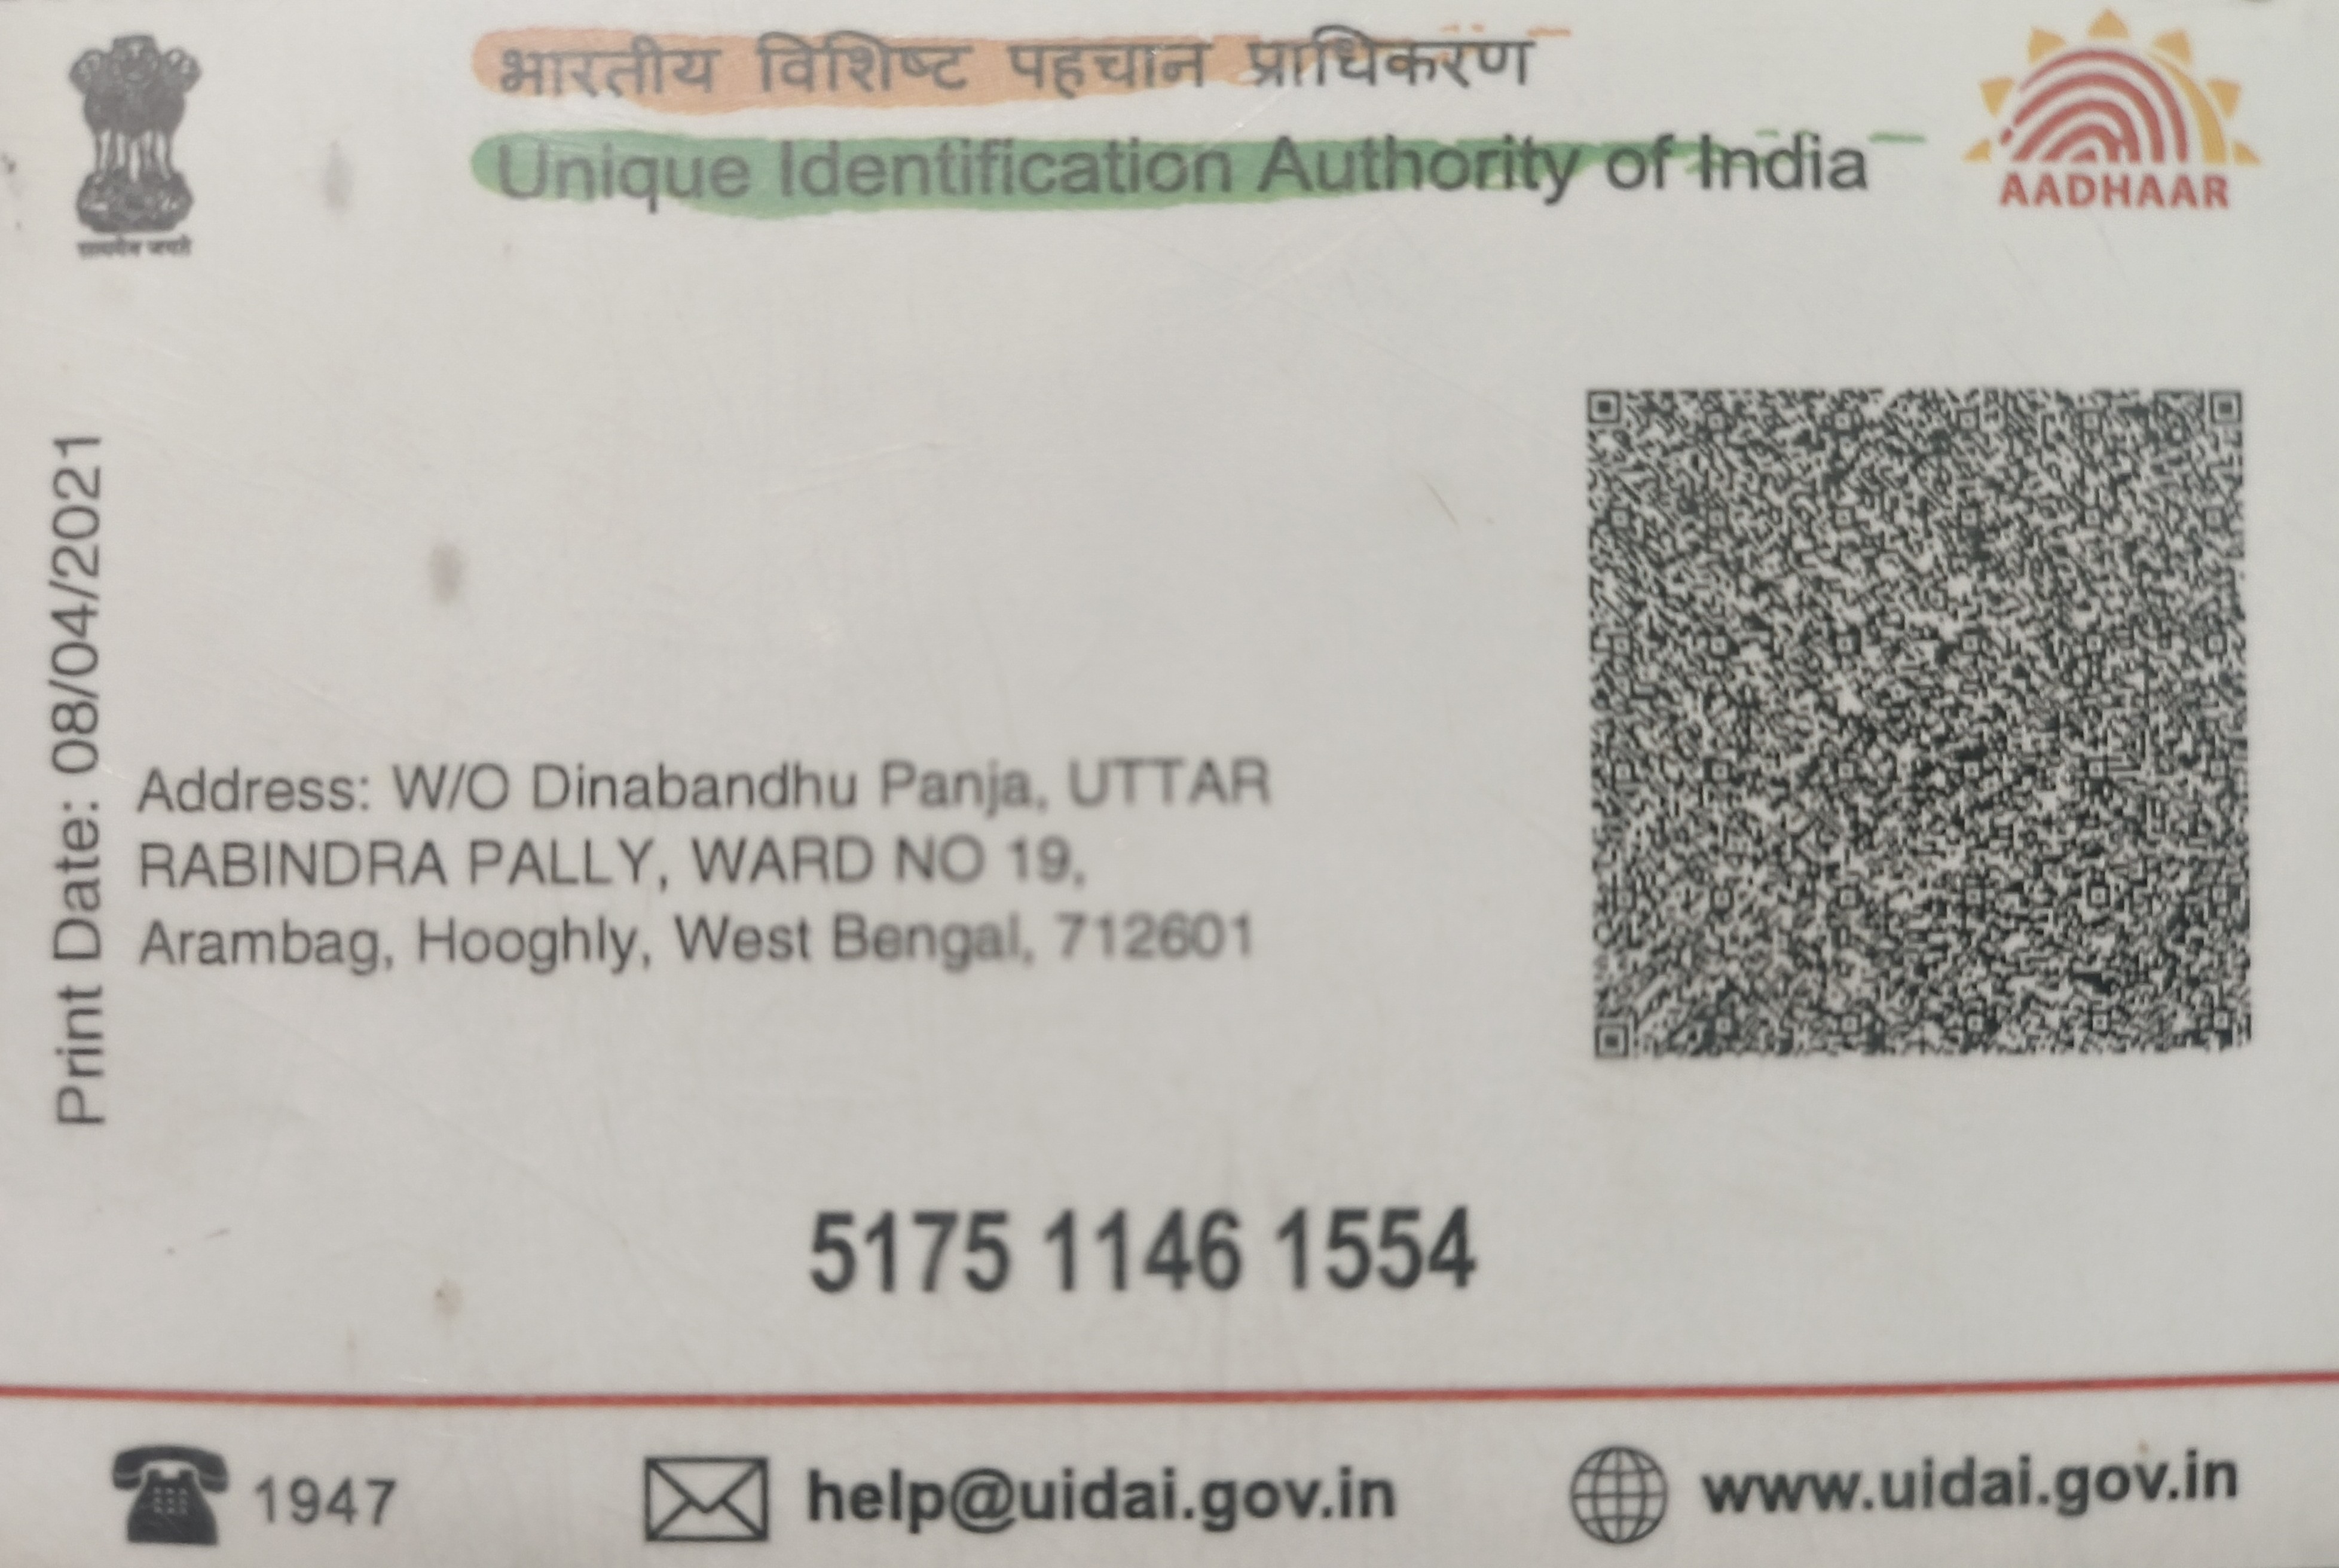 भारतीय विशिष्ट पहचान प्राधिकरण
Unique Identification Authority of India
AADHAAR
सत्यमेव जयते
Print Date: 08/04/2021
Address: W/O Dinabandhu Panja, UTTAR
RABINDRA PALLY, WARD NO 19,
Arambag, Hooghly, West Bengal, 712601
5175 1146 1554
1947
help@uidai.gov.in
www.uidai.gov.in